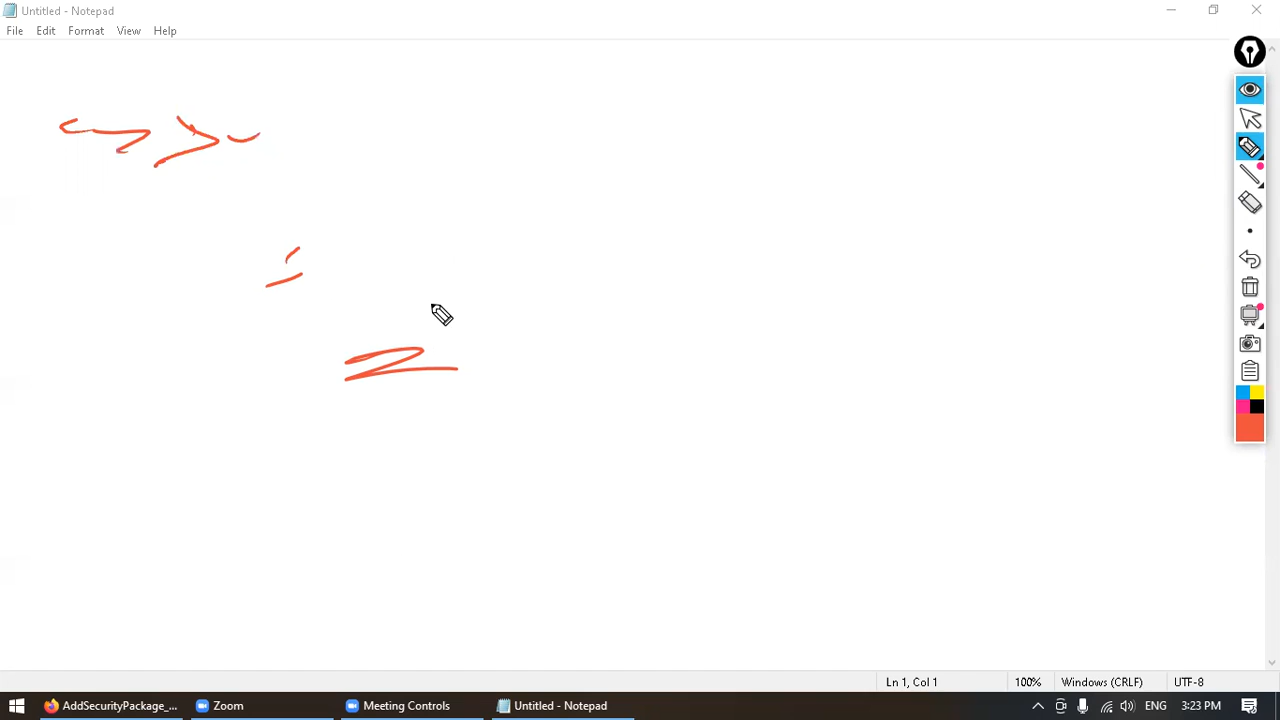 Untitled - Notepad
File Edit Format View Help
Ln 1, Col 1 100% Windows (CRLF) UTF-8
AddSecurityPackage_... Zoom Meeting Controls Untitled - Notepad ENG 3:23 PM